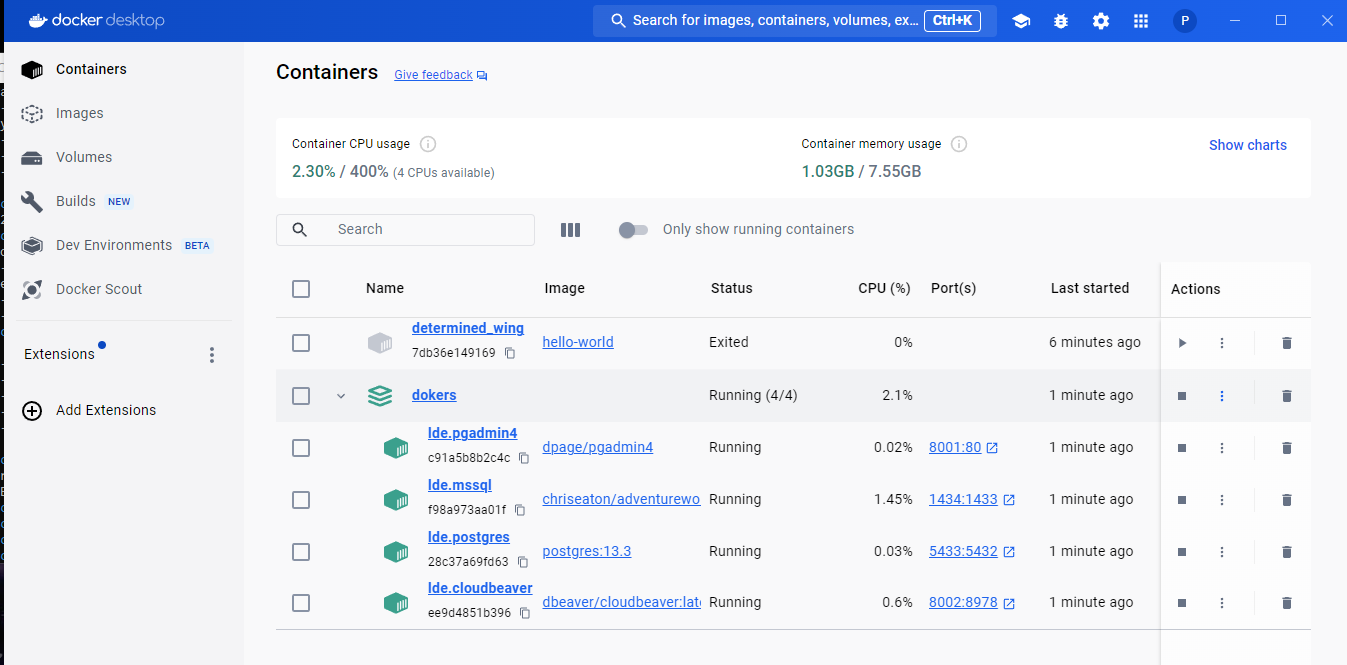 docker desktop
Search for images, containers, volumes, ex... Ctrl+K
P
Containers
Images
Volumes
Builds NEW
Dev Environments BETA
Docker Scout
Extensions
Add Extensions
Containers Give feedback
Container CPU usage
2.30% / 400% (4 CPUs available)
Container memory usage
1.03GB / 7.55GB
Show charts
Search
Only show running containers
Name Image Status CPU (%) Port(s) Last started Actions
determined_wing
7db36e149169
hello-world Exited 0% 6 minutes ago
dokers Running (4/4) 2.1% 1 minute ago
lde.pgadmin4
c91a5b8b2c4c
dpage/pgadmin4 Running 0.02% 8001:80 1 minute ago
lde.mssql
f98a973aa01f
chriseaton/adventurewo Running 1.45% 1434:1433 1 minute ago
lde.postgres
28c37a69fd63
postgres:13.3 Running 0.03% 5433:5432 1 minute ago
lde.cloudbeaver
ee9d4851b396
dbeaver/cloudbeaver:lat Running 0.6% 8002:8978 1 minute ago